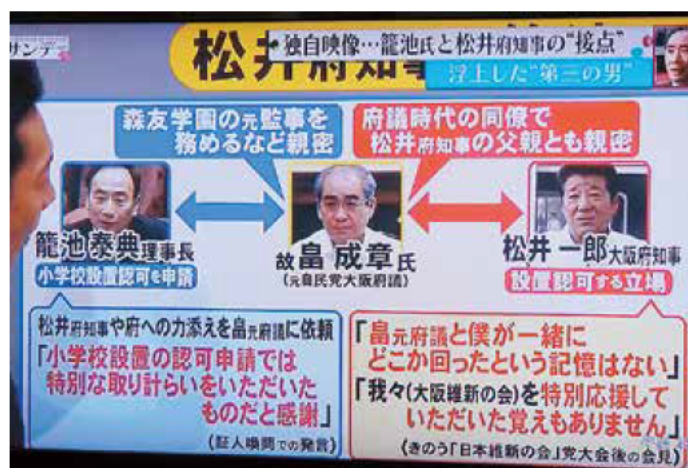 サンデ
松井府知事
独自映像…籠池氏と松井府知事の“接点”
浮上した“第三の男”
森友学園の元監事を
務めるなど親密
府議時代の同僚で
松井府知事の父親とも親密
籠池泰典理事長
小学校設置認可を申請
故畠 成章氏
(元自民党大阪府議)
松井一郎大阪府知事
設置認可する立場
松井府知事や府への力添えを畠元府議に依頼
「小学校設置の認可申請では
特別な取り計らいをいただいた
ものだと感謝」
(証人喚問での発言)
「畠元府議と僕が一緒に
どこか回ったという記憶はない」
「我々(大阪維新の会)を特別応援して
いただいた覚えもありません」
(きのう「日本維新の会」党大会後の会見)